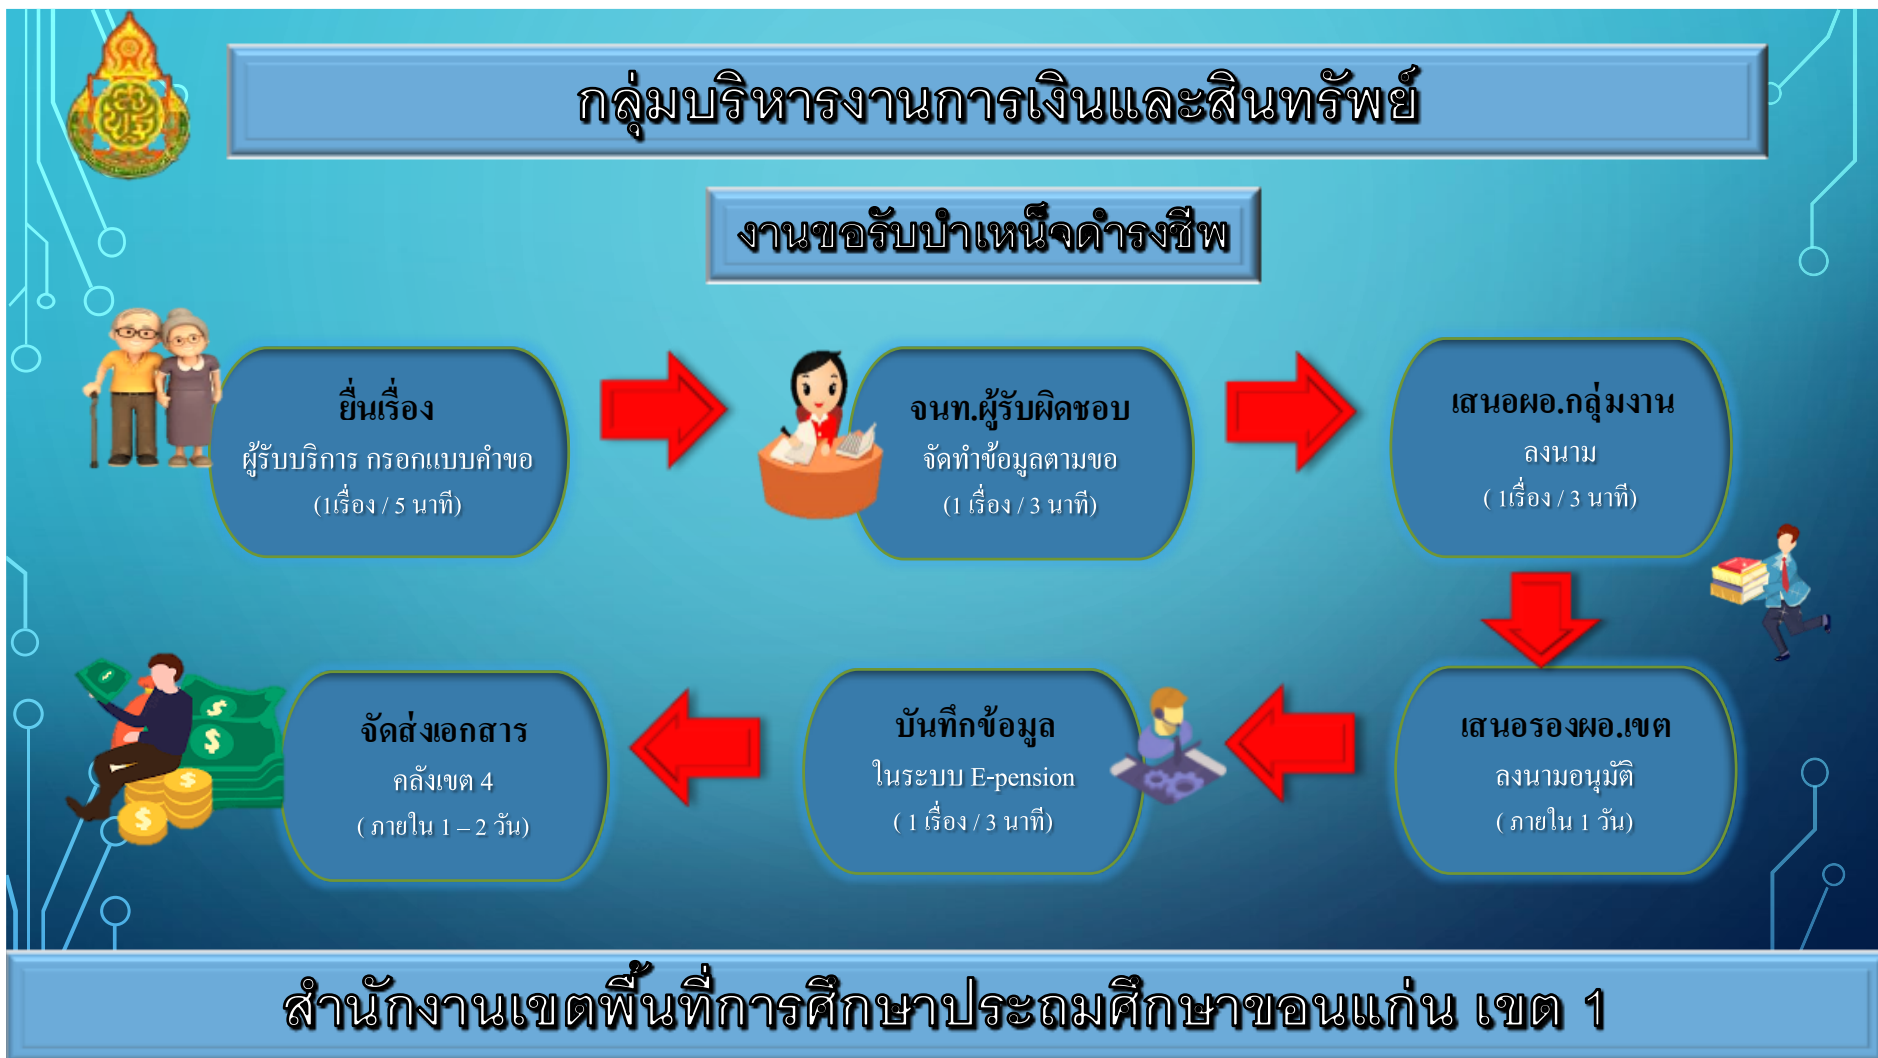 กลุ่มบริหารงานการเงินและสินทรัพย์
งานขอรับบำเหน็จดำรงชีพ
ยื่นเรื่อง
ผู้รับบริการ กรอกแบบคำขอ
(1เรื่อง / 5 นาที)
จนท.ผู้รับผิดชอบ
จัดทำข้อมูลตามขอ
(1 เรื่อง / 3 นาที)
เสนอผอ.กลุ่มงาน
ลงนาม
( 1เรื่อง / 3 นาที)
เสนอรองผอ.เขต
ลงนามอนุมัติ
( ภายใน 1 วัน)
บันทึกข้อมูล
ในระบบ E-pension
( 1 เรื่อง / 3 นาที)
จัดส่งเอกสาร
คลังเขต 4
( ภายใน 1 – 2 วัน)
สำนักงานเขตพื้นที่การศึกษาประถมศึกษาขอนแก่น เขต 1